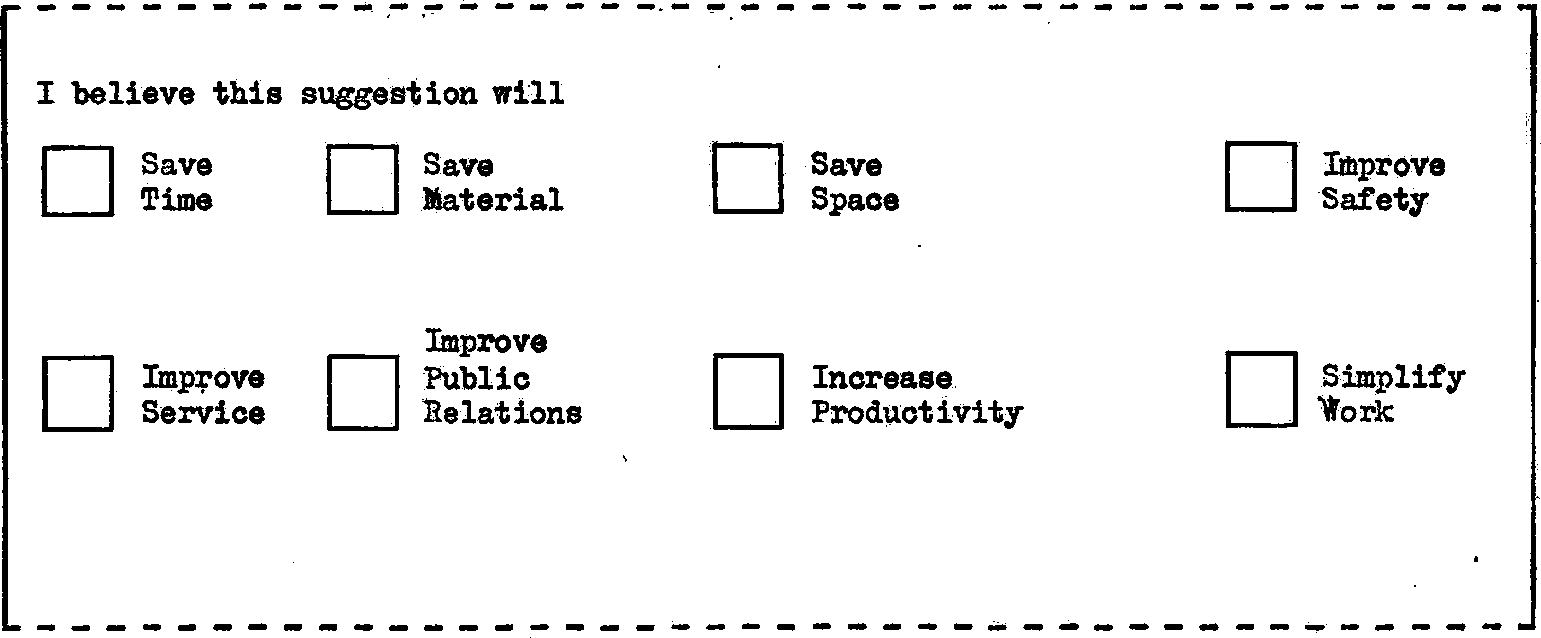 I believe this suggestion will
Save Save Save Improve
Time Material Space Safety
Improve
Improve Public Increase Simplify
Service Relations Productivity Work